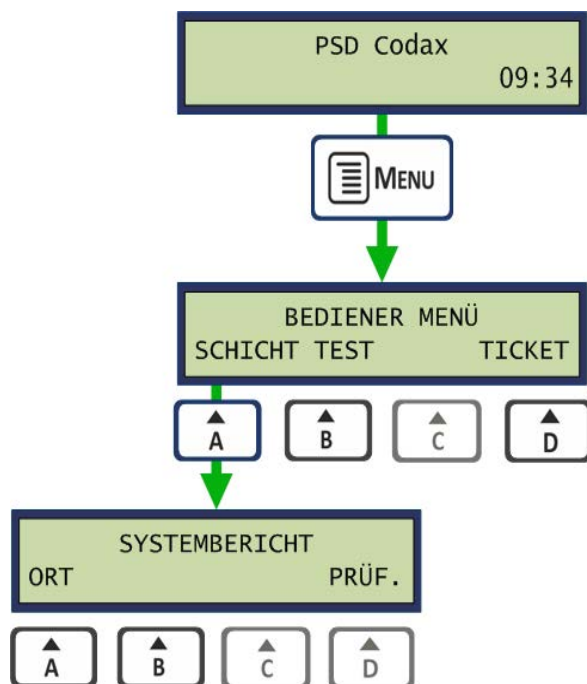 PSD Codax
09:34
MENU
BEDIENER MENÜ
SCHICHT TEST TICKET
A B C D
SYSTEMBERICHT
ORT PRÜF.
A B C D